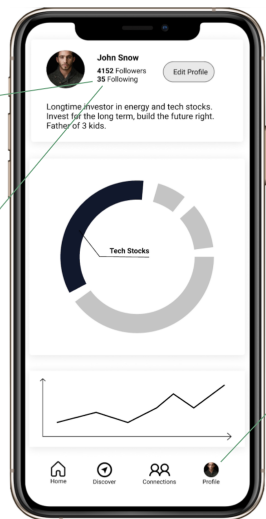 John Snow
4152 Followers
35 Following
Edit Profile
Longtime investor in energy and tech stocks.
Invest for the long term, build the future right.
Father of 3 kids.
Tech Stocks
Home
Discover
Connections
Profile